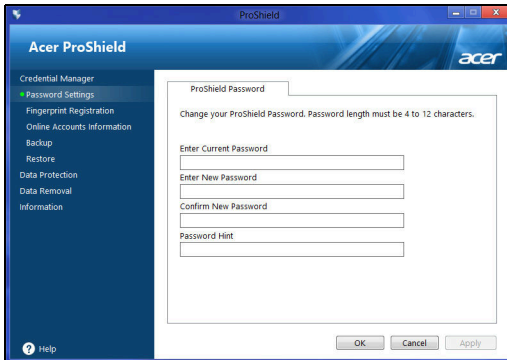 ProShield
Acer ProShield
acer
Credential Manager
Password Settings
Fingerprint Registration
Online Accounts Information
Backup
Restore
Data Protection
Data Removal
Information
Help
ProShield Password
Change your ProShield Password. Password length must be 4 to 12 characters.
Enter Current Password
Enter New Password
Confirm New Password
Password Hint
OK
Cancel
Apply